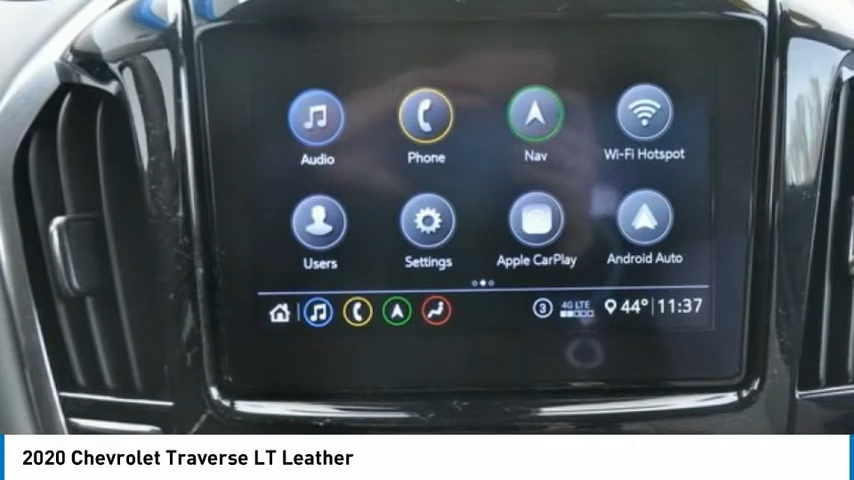 Audio Phone Nav Wi-Fi Hotspot
Users Settings Apple CarPlay Android Auto
3 4G LTE 44° 11:37
2020 Chevrolet Traverse LT Leather